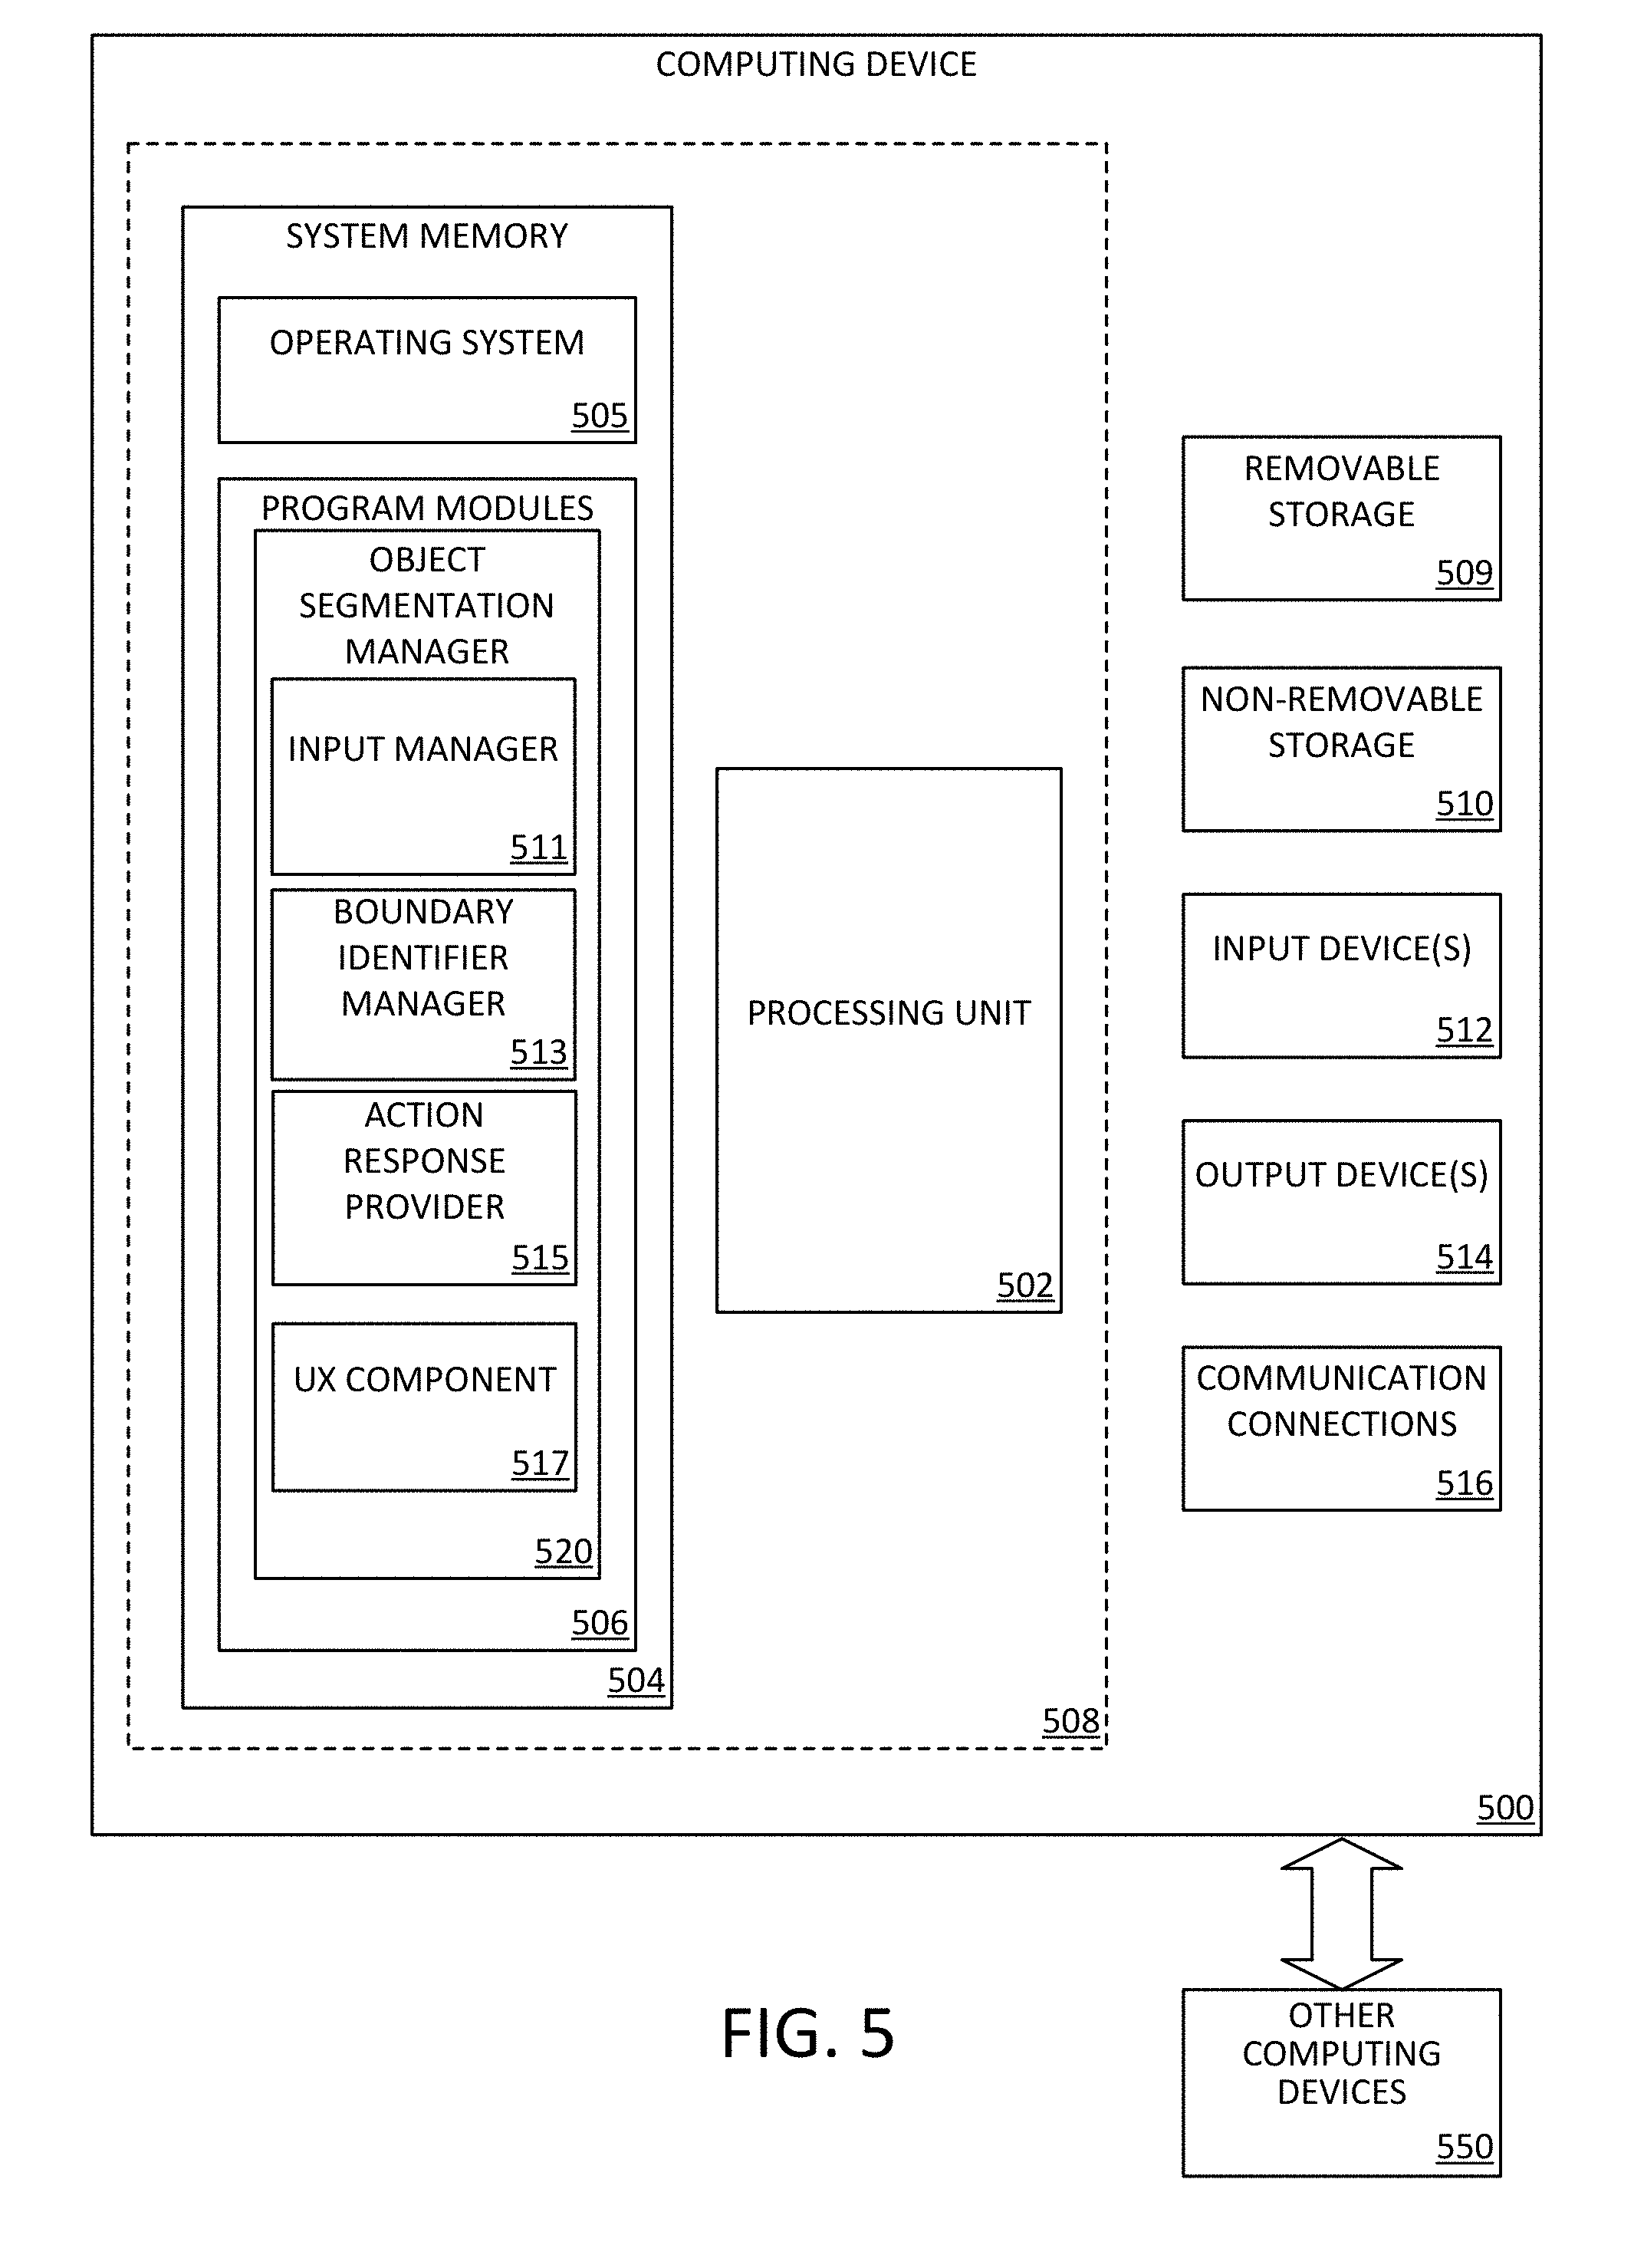 COMPUTING DEVICE
SYSTEM MEMORY
OPERATING SYSTEM
505
PROGRAM MODULES
OBJECT
SEGMENTATION
MANAGER
INPUT MANAGER
511
BOUNDARY
IDENTIFIER
MANAGER
513
ACTION
RESPONSE
PROVIDER
515
UX COMPONENT
517
520
506
504
PROCESSING UNIT
502
508
REMOVABLE
STORAGE
509
NON-REMOVABLE
STORAGE
510
INPUT DEVICE(S)
512
OUTPUT DEVICE(S)
514
COMMUNICATION
CONNECTIONS
516
500
OTHER
COMPUTING
DEVICES
550
FIG. 5